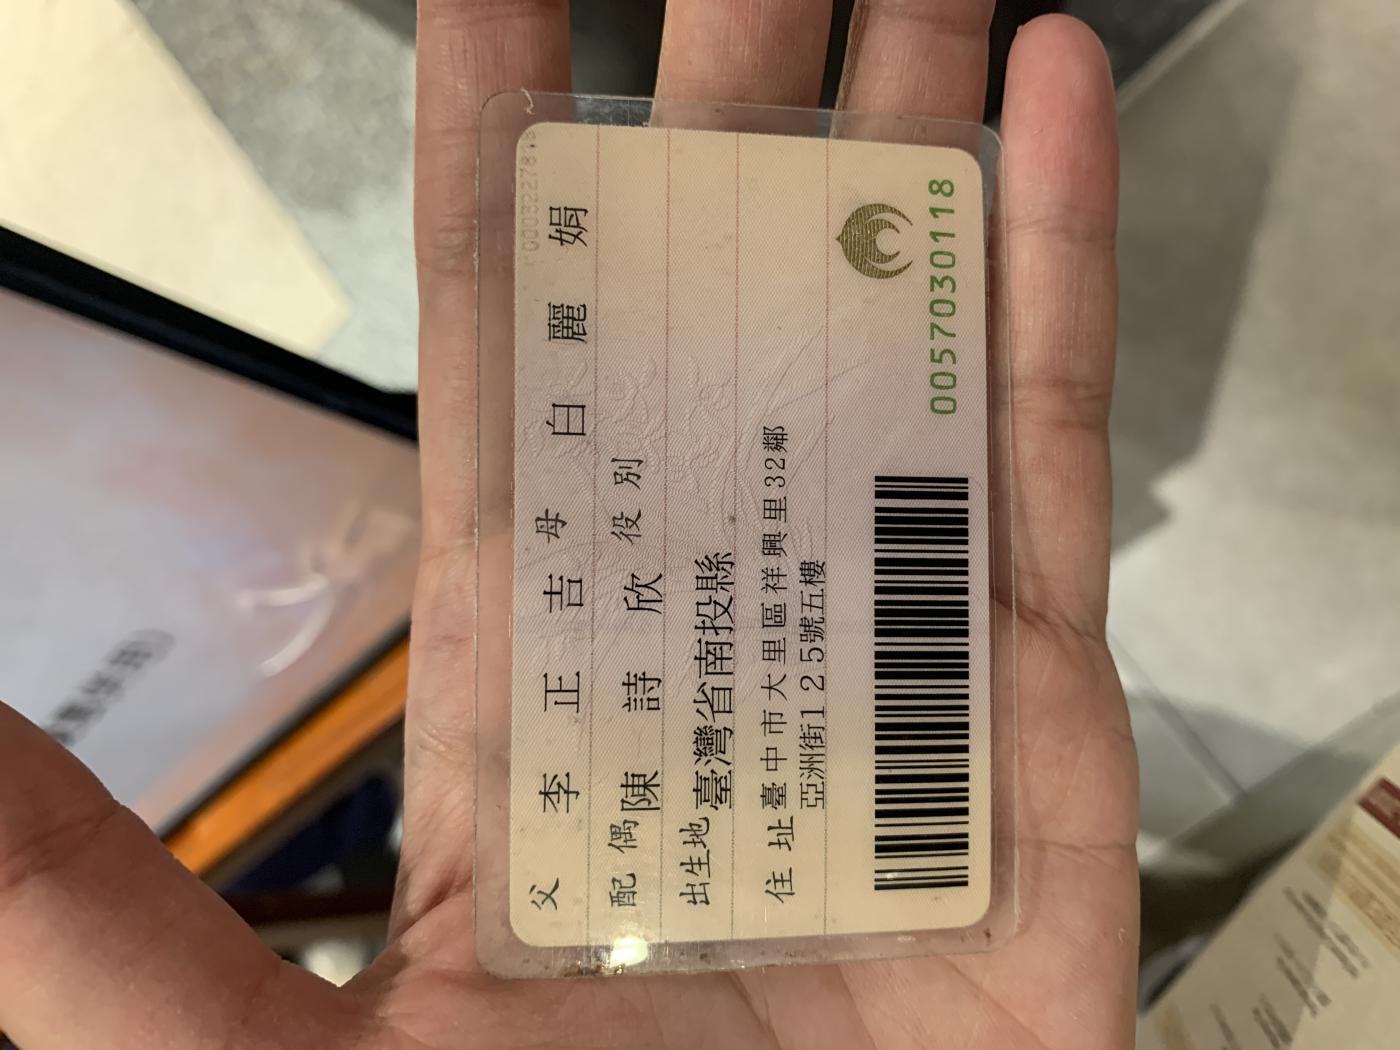 父 李正吉 母 白麗娟
配偶 陳詩欣 役別
出生地 臺灣省南投縣
住址 臺中市大里區祥興里32鄰
亞洲街125號五樓
0057030118